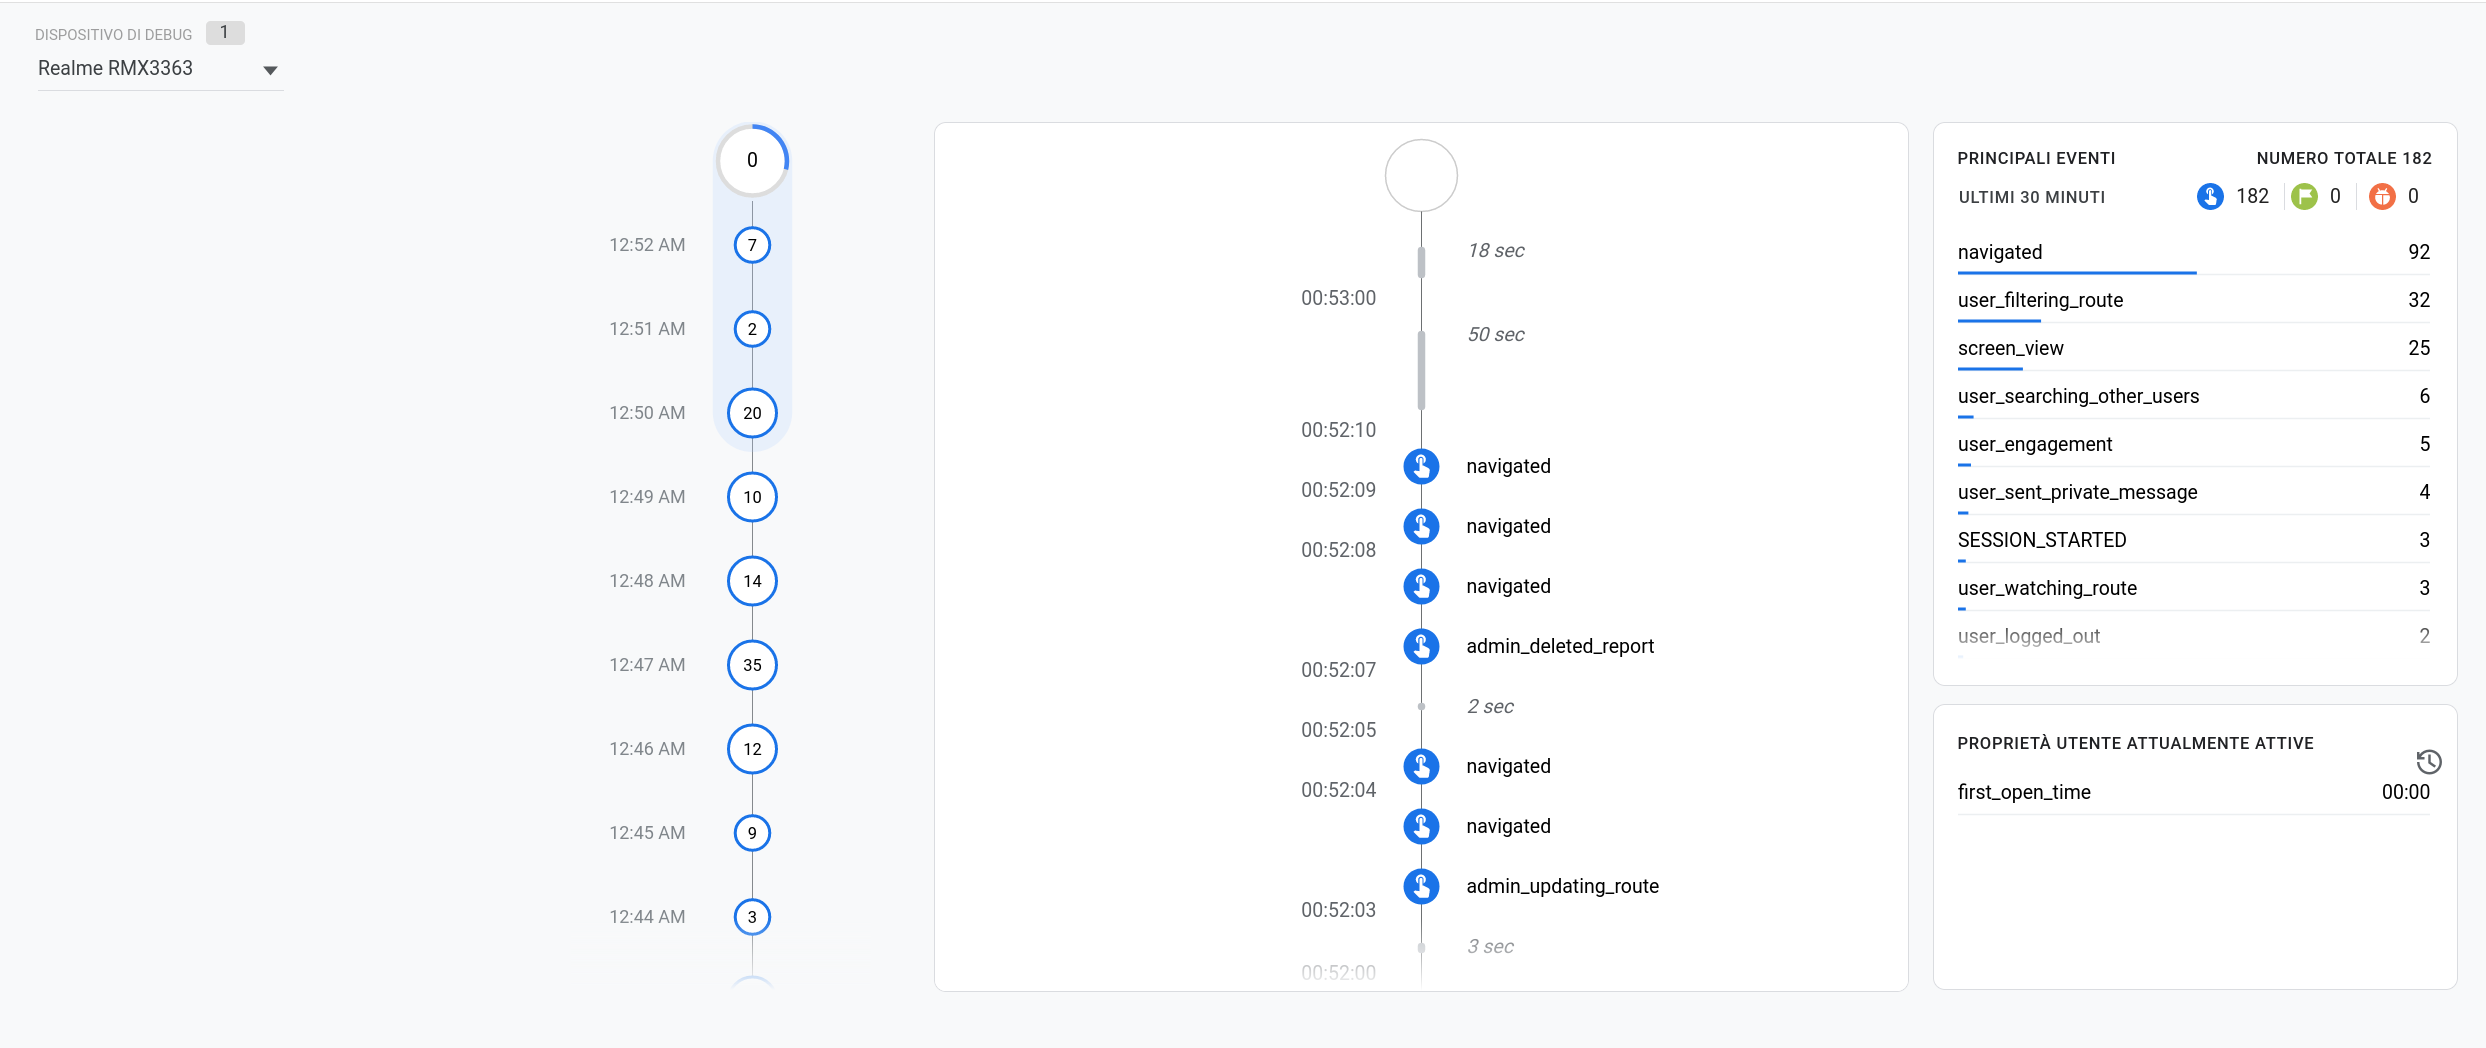 DISPOSITIVO DI DEBUG 1
Realme RMX3363
0
12:52 AM 7
12:51 AM 2
12:50 AM 20
12:49 AM 10
12:48 AM 14
12:47 AM 35
12:46 AM 12
12:45 AM 9
12:44 AM 3
18 sec
00:53:00
50 sec
00:52:10
navigated
00:52:09
navigated
00:52:08
navigated
admin_deleted_report
00:52:07
2 sec
00:52:05
navigated
00:52:04
navigated
admin_updating_route
00:52:03
3 sec
00:52:00
PRINCIPALI EVENTI NUMERO TOTALE 182
ULTIMI 30 MINUTI 182 0 0
navigated 92
user_filtering_route 32
screen_view 25
user_searching_other_users 6
user_engagement 5
user_sent_private_message 4
SESSION_STARTED 3
user_watching_route 3
user_logged_out 2
PROPRIETÀ UTENTE ATTUALMENTE ATTIVE
first_open_time 00:00